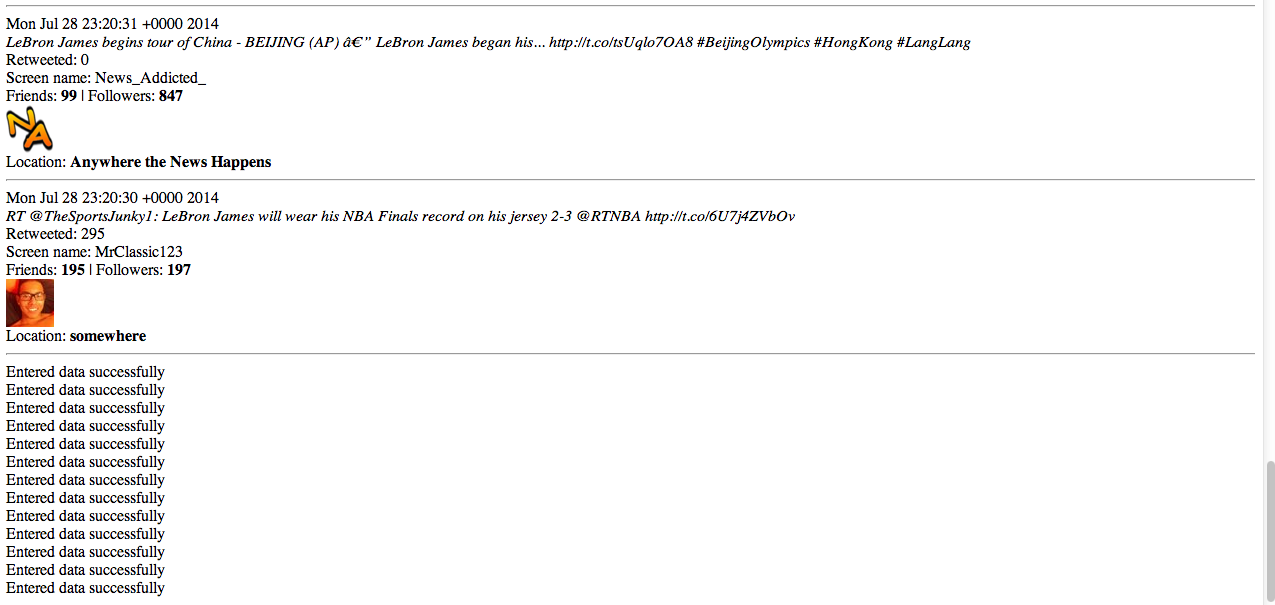 Mon Jul 28 23:20:31 +0000 2014
LeBron James begins tour of China - BEIJING (AP) â€” LeBron James began his... http://t.co/tsUqlo7OA8 #BeijingOlympics #HongKong #LangLang
Retweeted: 0
Screen name: News_Addicted_
Friends: 99 | Followers: 847
NA
Location: Anywhere the News Happens
Mon Jul 28 23:20:30 +0000 2014
RT @TheSportsJunky1: LeBron James will wear his NBA Finals record on his jersey 2-3 @RTNBA http://t.co/6U7j4ZVbOv
Retweeted: 295
Screen name: MrClassic123
Friends: 195 | Followers: 197
Location: somewhere
Entered data successfully
Entered data successfully
Entered data successfully
Entered data successfully
Entered data successfully
Entered data successfully
Entered data successfully
Entered data successfully
Entered data successfully
Entered data successfully
Entered data successfully
Entered data successfully
Entered data successfully